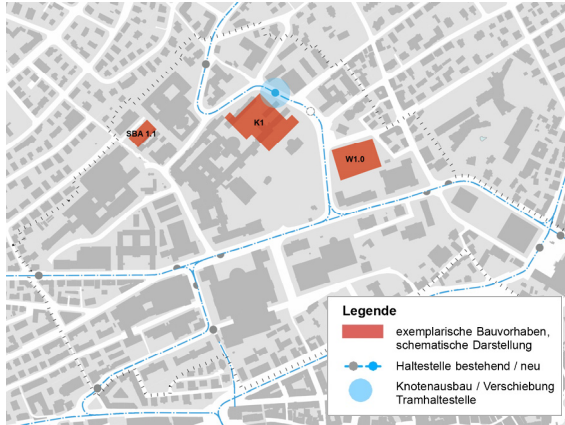 SBA 1.1
K1
W1.0
Legende
exemplarische Bauvorhaben,
schematische Darstellung
Haltestelle bestehend / neu
Knotenausbau / Verschiebung
Tramhaltestelle